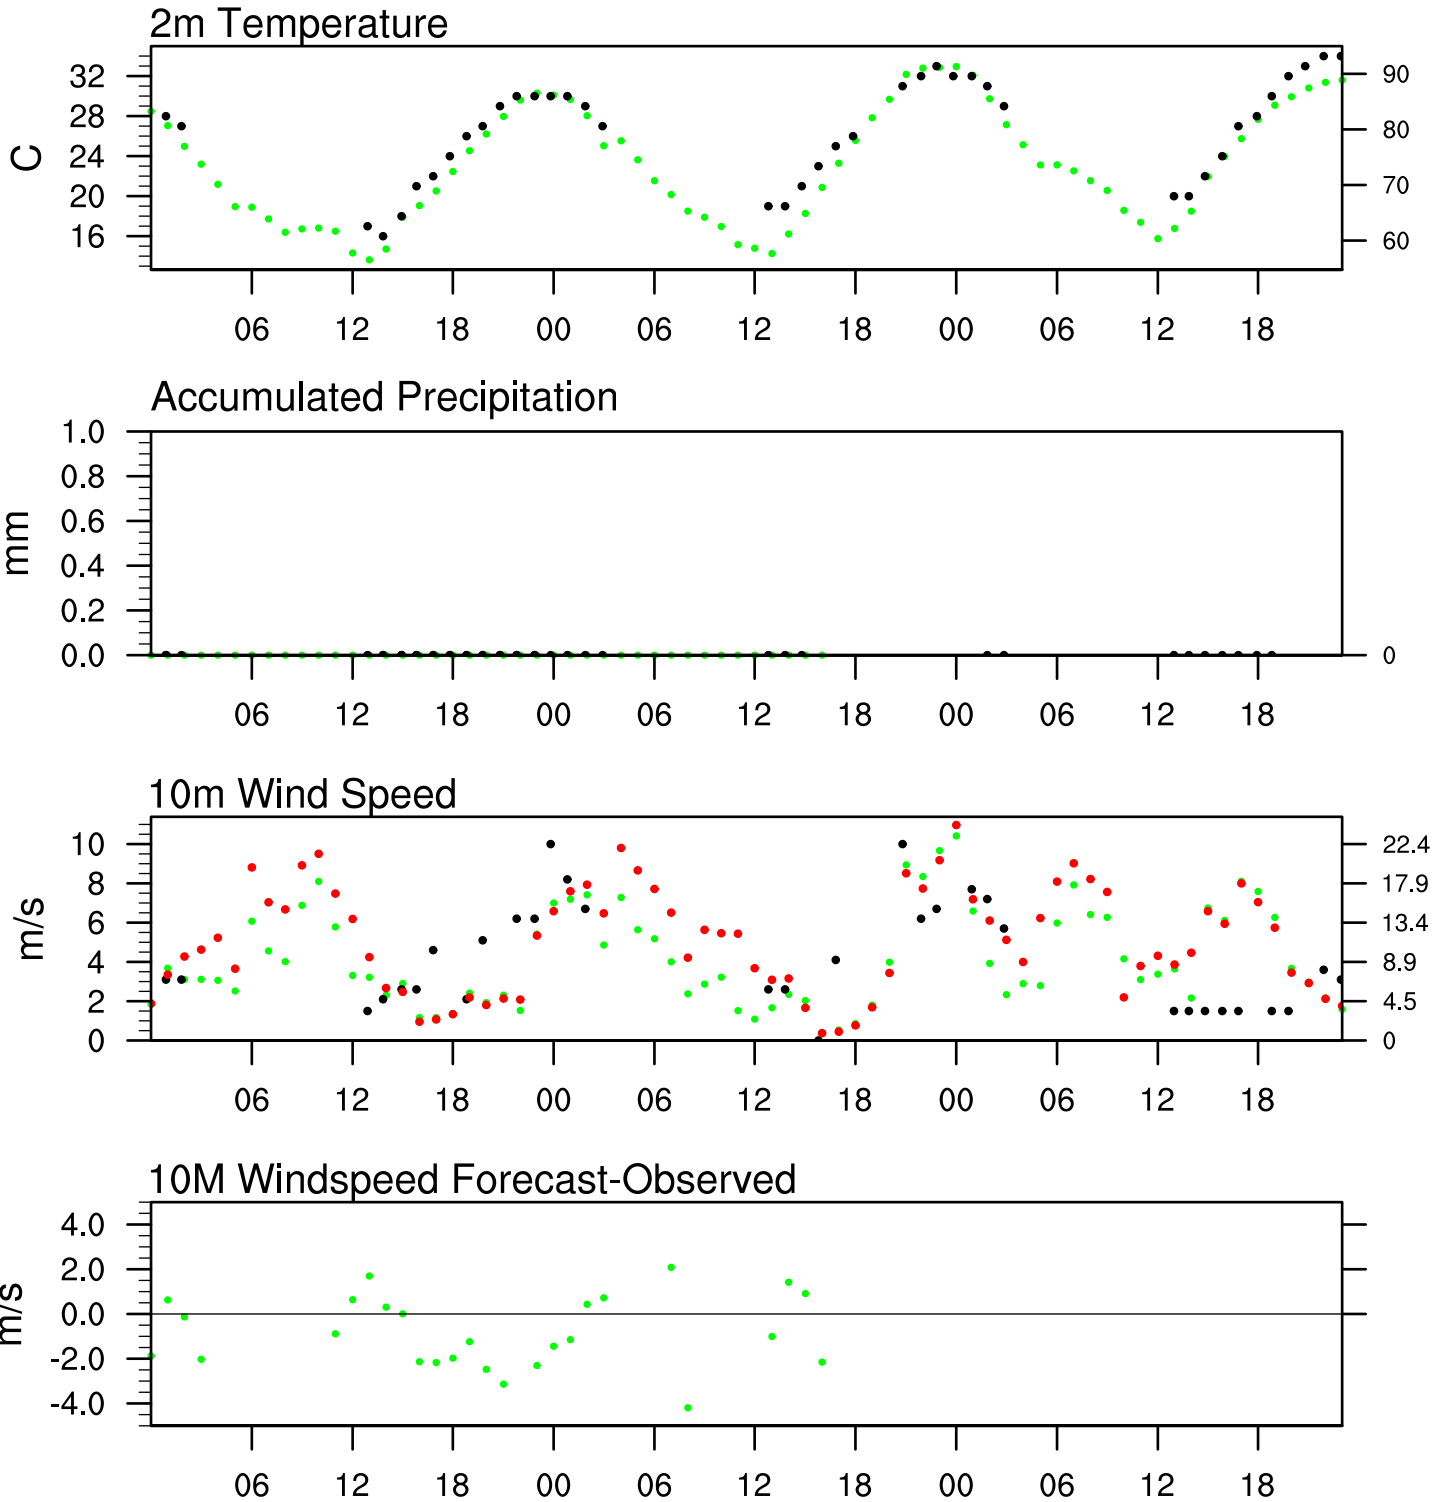 2m Temperature
32
28
24
20
16
C
90
80
70
60
06 12 18 00 06 12 18 00 06 12 18
Accumulated Precipitation
1.0
0.8
0.6
0.4
0.2
0.0
mm
0
06 12 18 00 06 12 18 00 06 12 18
10m Wind Speed
10
8
6
4
2
0
m/s
22.4
17.9
13.4
8.9
4.5
0
06 12 18 00 06 12 18 00 06 12 18
10M Windspeed Forecast-Observed
4.0
2.0
0.0
-2.0
-4.0
m/s
06 12 18 00 06 12 18 00 06 12 18